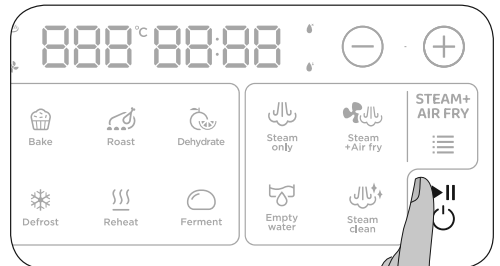 888 °C 88:88
STEAM+
AIR FRY
Bake Roast Dehydrate
Steam only
Steam +Air fry
Defrost Reheat Ferment
Empty water
Steam clean